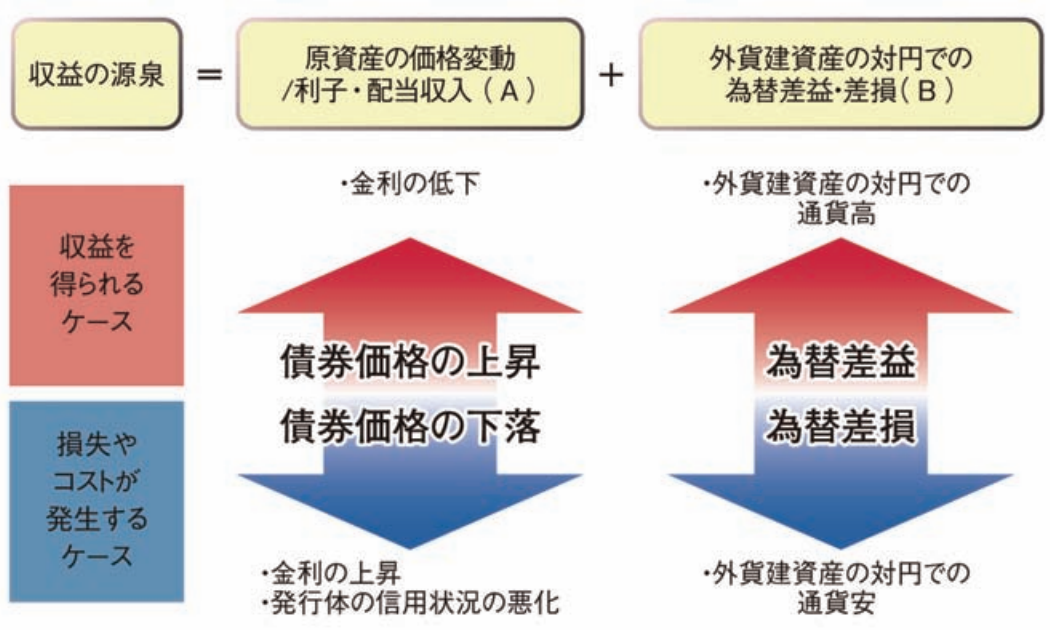 収益の源泉
=
原資産の価格変動
/利子・配当収入(A)
+
外貨建資産の対円での
為替差益・差損(B)
収益を
得られる
ケース
・金利の低下
・外貨建資産の対円での
通貨高
債券価格の上昇
為替差益
損失や
コストが
発生する
ケース
債券価格の下落
為替差損
・金利の上昇
・発行体の信用状況の悪化
・外貨建資産の対円での
通貨安